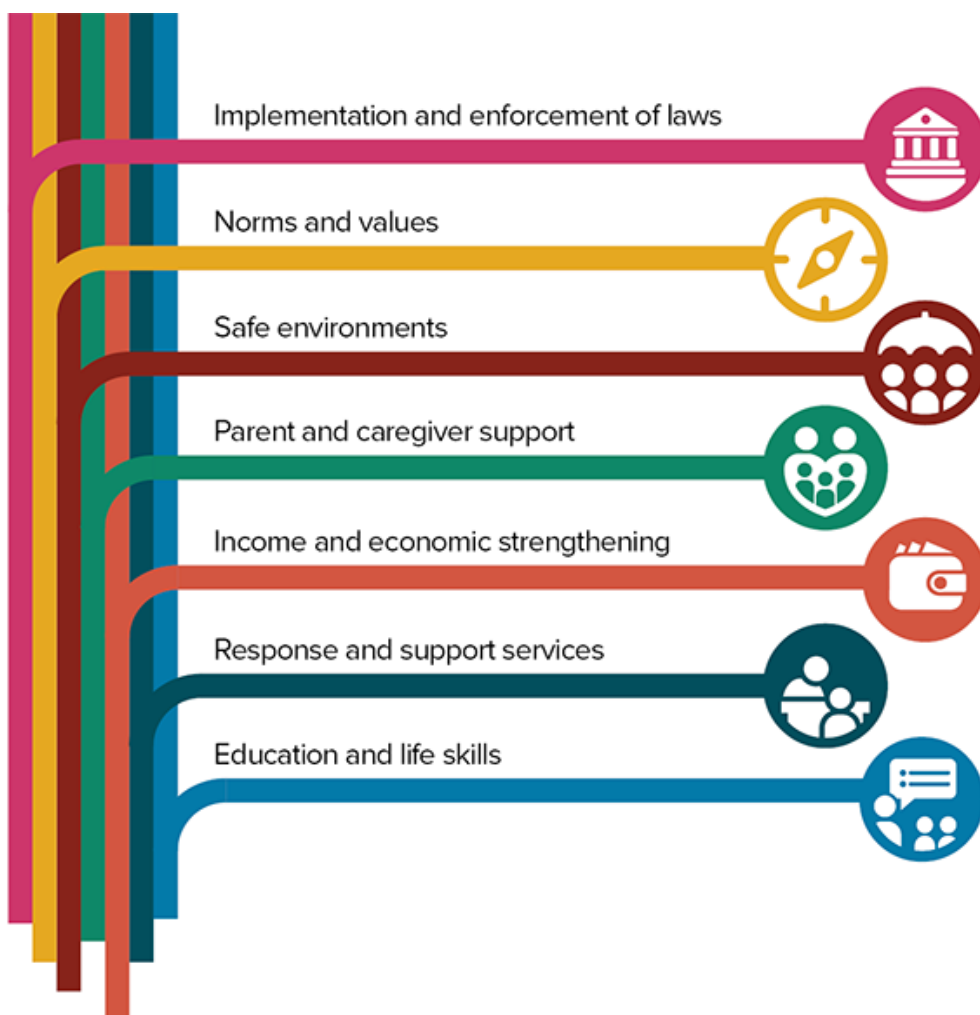 Implementation and enforcement of laws
Norms and values
Safe environments
Parent and caregiver support
Income and economic strengthening
Response and support services
Education and life skills